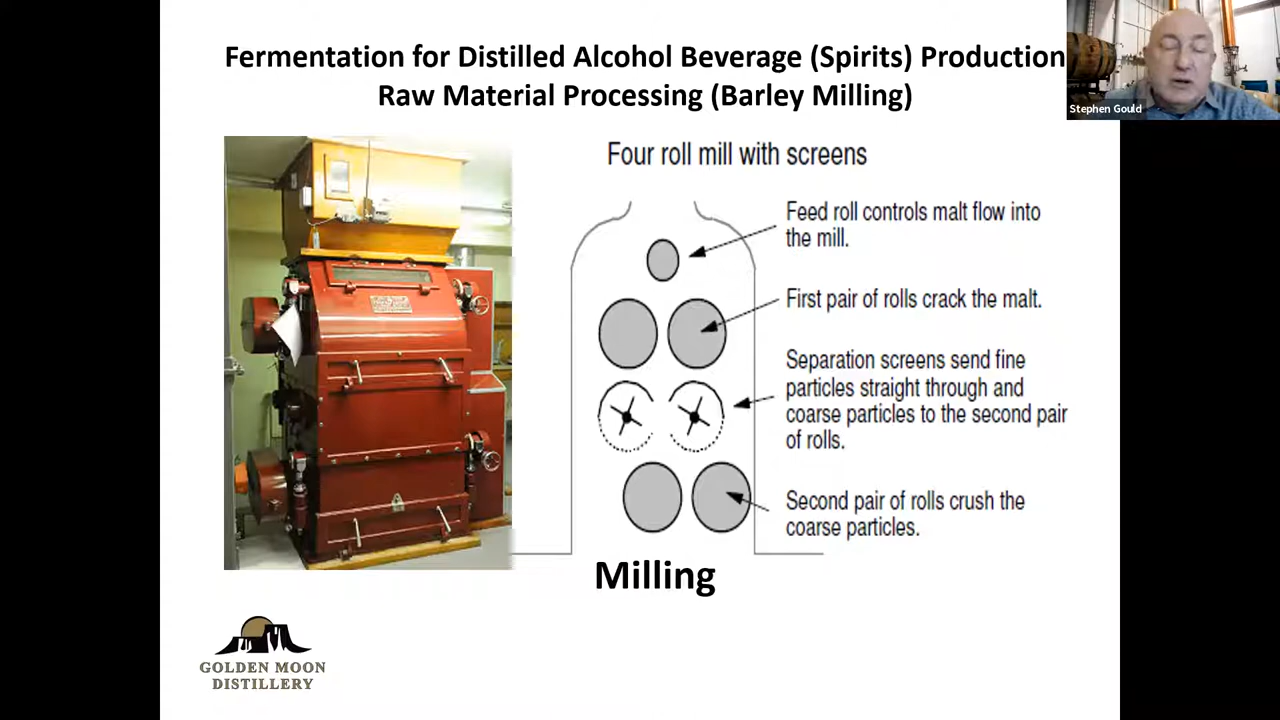 Fermentation for Distilled Alcohol Beverage (Spirits) Production
Raw Material Processing (Barley Milling)
Stephen Gould
Four roll mill with screens
Feed roll controls malt flow into
the mill.
First pair of rolls crack the malt.
Separation screens send fine
particles straight through and
coarse particles to the second pair
of rolls.
Second pair of rolls crush the
coarse particles.
Milling
GOLDEN MOON
DISTILLERY